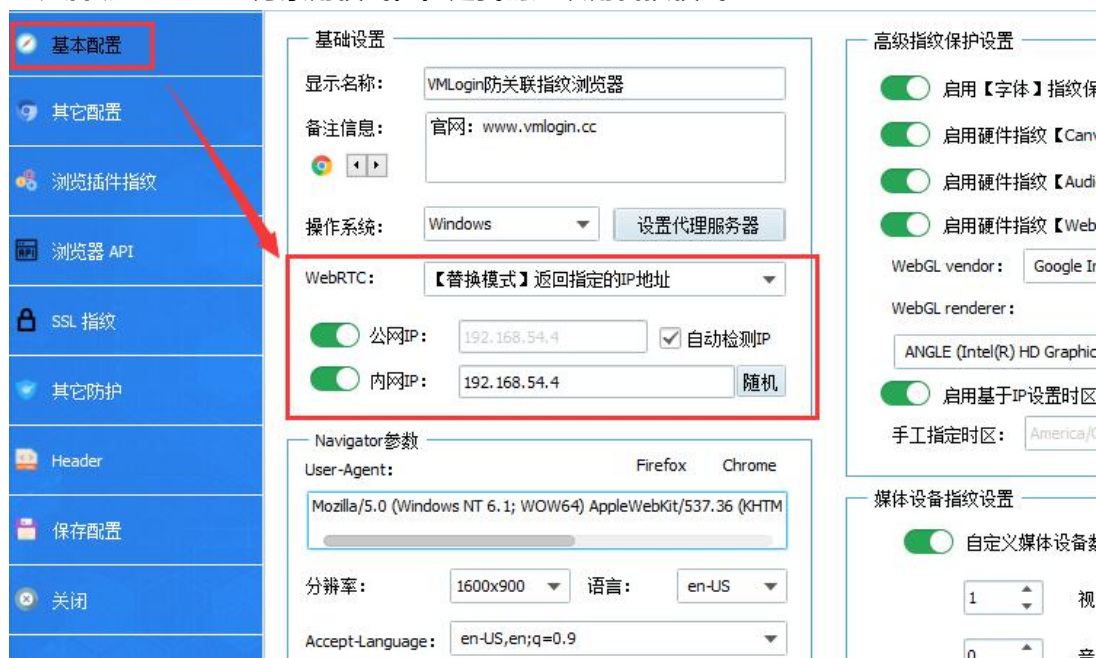 基本配置
其它配置
浏览插件指纹
浏览器 API
SSL 指纹
其它防护
Header
保存配置
关闭
基础设置
显示名称： VMLogin防关联指纹浏览器
备注信息： 官网：www.vmlogin.cc
操作系统： Windows 设置代理服务器
WebRTC： 【替换模式】返回指定的IP地址
公网IP： 192.168.54.4 自动检测IP
内网IP： 192.168.54.4 随机
Navigator参数
User-Agent： Firefox Chrome
Mozilla/5.0 (Windows NT 6.1; WOW64) AppleWebKit/537.36 (KHTM
分辨率： 1600x900 语言： en-US
Accept-Language： en-US,en;q=0.9
高级指纹保护设置
启用【字体】指纹保
启用硬件指纹【Canv
启用硬件指纹【Audi
启用硬件指纹【Web
WebGL vendor： Google In
WebGL renderer：
ANGLE (Intel(R) HD Graphic
启用基于IP设置时区
手工指定时区： America/
媒体设备指纹设置
自定义媒体设备数
1 视
0 音